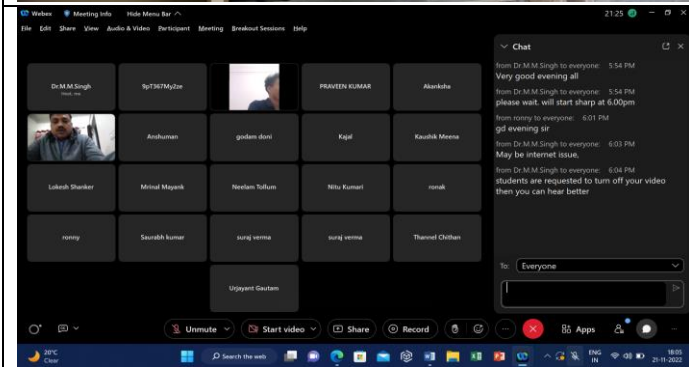 Webex Meeting Info Hide Menu Bar 21:25
File Edit Share View Audio & Video Participant Meeting Breakout Sessions Help
Chat
from Dr.M.M.Singh to everyone: 5:54 PM
Very good evening all
from Dr.M.M.Singh to everyone: 5:54 PM
please wait. will start sharp at 6.00pm
from ronny to everyone: 6:01 PM
gd evening sir
from Dr.M.M.Singh to everyone: 6:03 PM
May be internet issue,
from Dr.M.M.Singh to everyone: 6:04 PM
students are requested to turn off your video
then you can hear better
Dr.M.M.Singh
Host, me
9pT367My2ze
PRAVEEN KUMAR
Akanksha
Anshuman
godam doni
Kajal
Kaushik Meena
Lokesh Shanker
Mrinal Mayank
Neelam Tollum
Nitu Kumari
ronak
ronny
Saurabh kumar
suraj verma
suraj verma
Thannel Chithan
Urjayant Gautam
To: Everyone
Unmute Start video Share Record Apps
20°C
Clear
Search the web
ENG
IN
18:05
21-11-2022